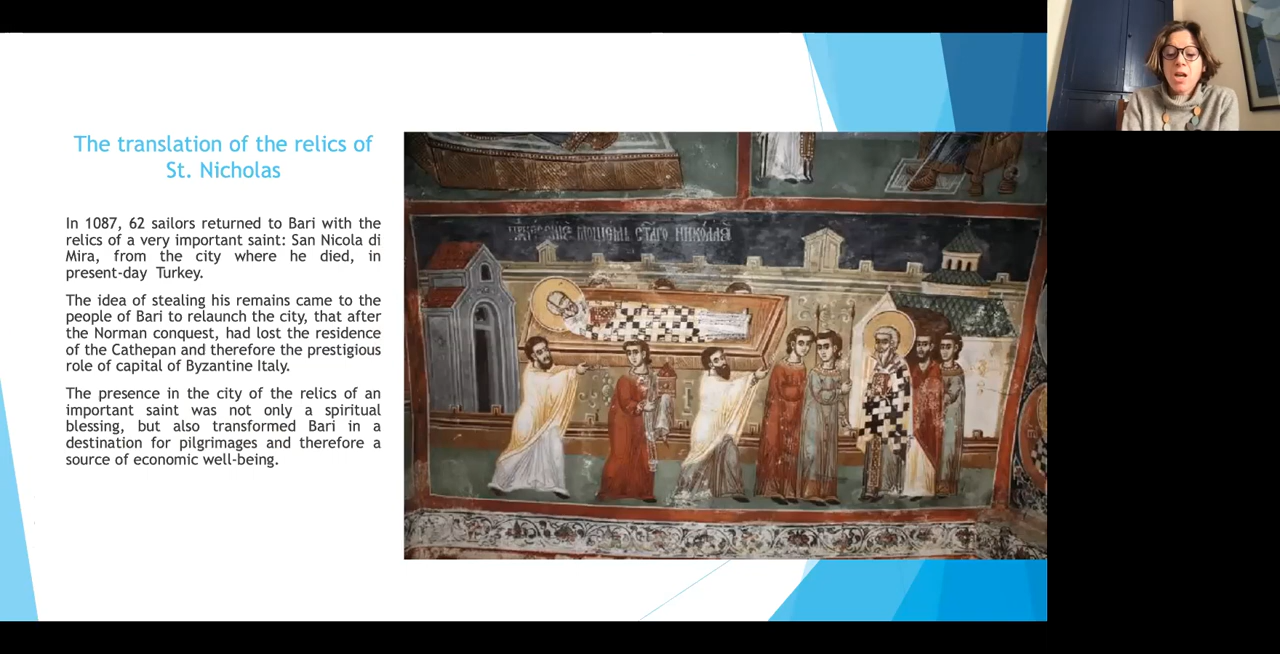 The translation of the relics of
St. Nicholas
In 1087, 62 sailors returned to Bari with the
relics of a very important saint: San Nicola di
Mira, from the city where he died, in
present-day Turkey.
The idea of stealing his remains came to the
people of Bari to relaunch the city, that after
the Norman conquest, had lost the residence
of the Cathepan and therefore the prestigious
role of capital of Byzantine Italy.
The presence in the city of the relics of an
important saint was not only a spiritual
blessing, but also transformed Bari in a
destination for pilgrimages and therefore a
source of economic well-being.